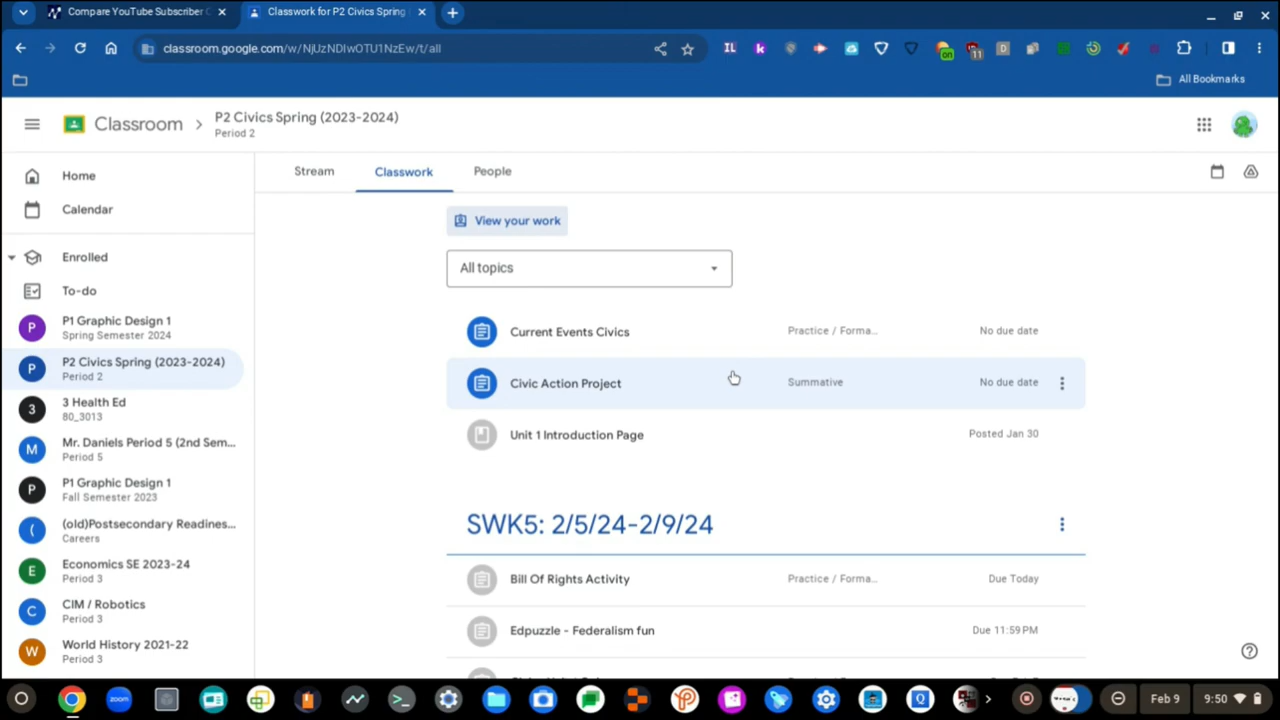 Compare YouTube Subscriber C
Classwork for P2 Civics Spring (
classroom.google.com/w/NjUzNDIwOTU1NzEw/t/all
IL
k
on
11
D
All Bookmarks
Classroom
P2 Civics Spring (2023-2024)
Period 2
Home
Calendar
Enrolled
To-do
P
P1 Graphic Design 1
Spring Semester 2024
P
P2 Civics Spring (2023-2024)
Period 2
3
3 Health Ed
80_3013
M
Mr. Daniels Period 5 (2nd Sem...
Period 5
P
P1 Graphic Design 1
Fall Semester 2023
(
(old)Postsecondary Readines...
Careers
E
Economics SE 2023-24
Period 3
C
CIM / Robotics
Period 3
W
World History 2021-22
Period 3
Stream
Classwork
People
View your work
All topics
Current Events Civics
Practice / Forma...
No due date
Civic Action Project
Summative
No due date
Unit 1 Introduction Page
Posted Jan 30
SWK5: 2/5/24-2/9/24
Bill Of Rights Activity
Practice / Forma...
Due Today
Edpuzzle - Federalism fun
Due 11:59 PM
zoom
Q
Feb 9
9:50